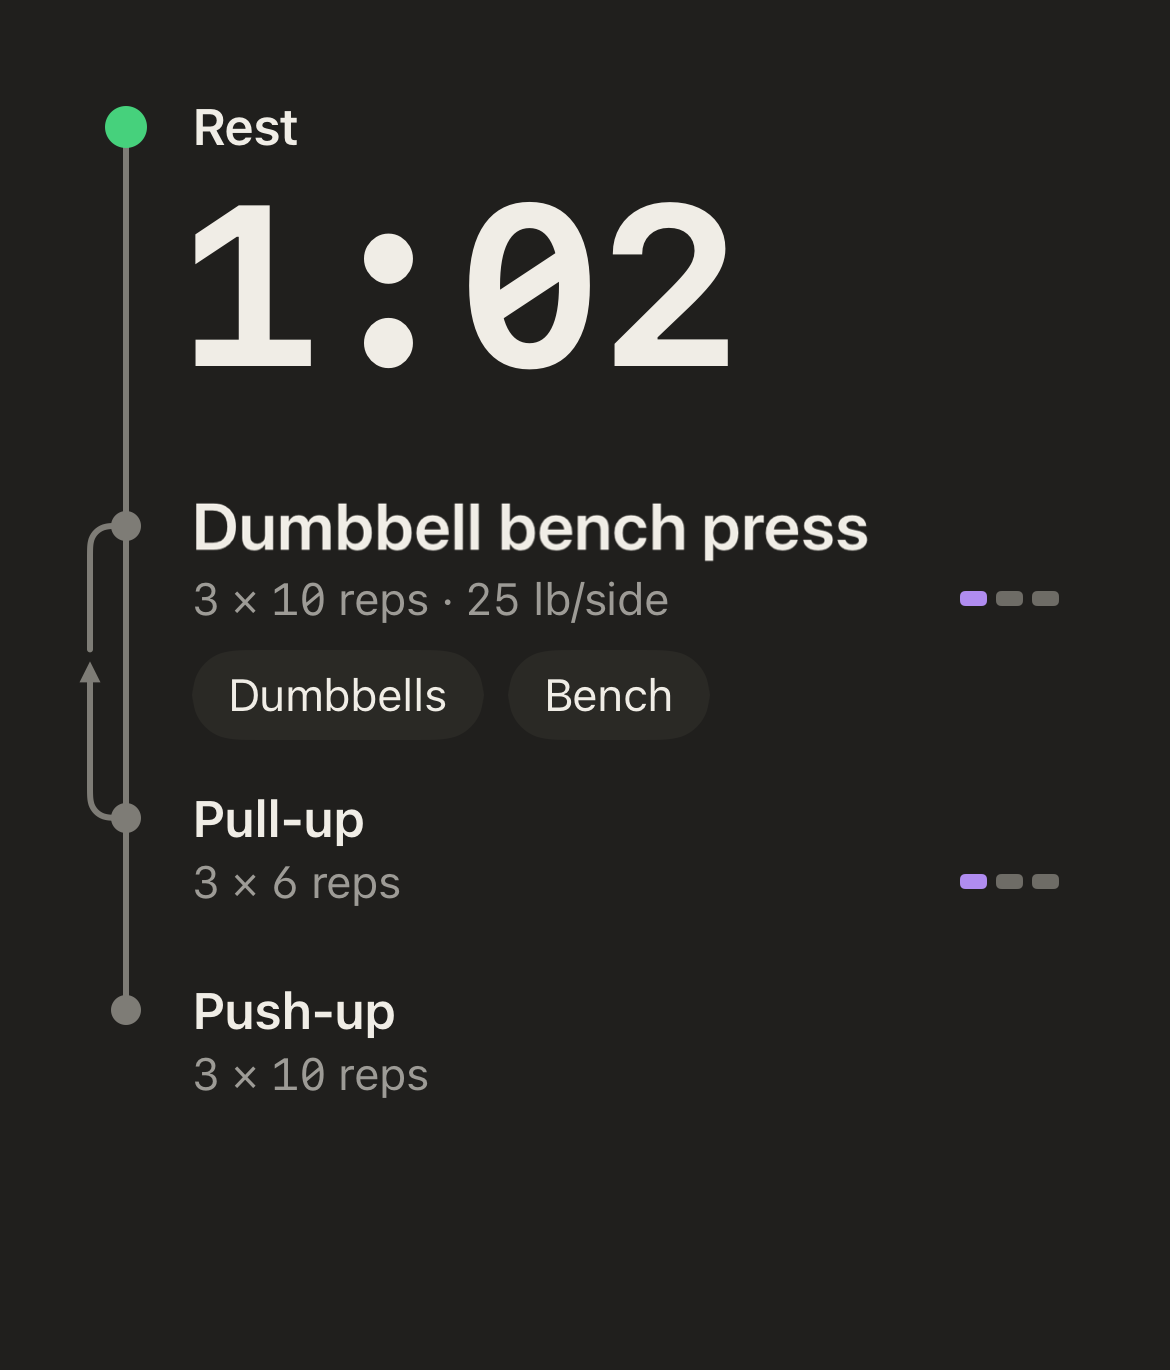 Rest
1:02
Dumbbell bench press
3 × 10 reps · 25 lb/side
Dumbbells Bench
Pull-up
3 × 6 reps
Push-up
3 × 10 reps